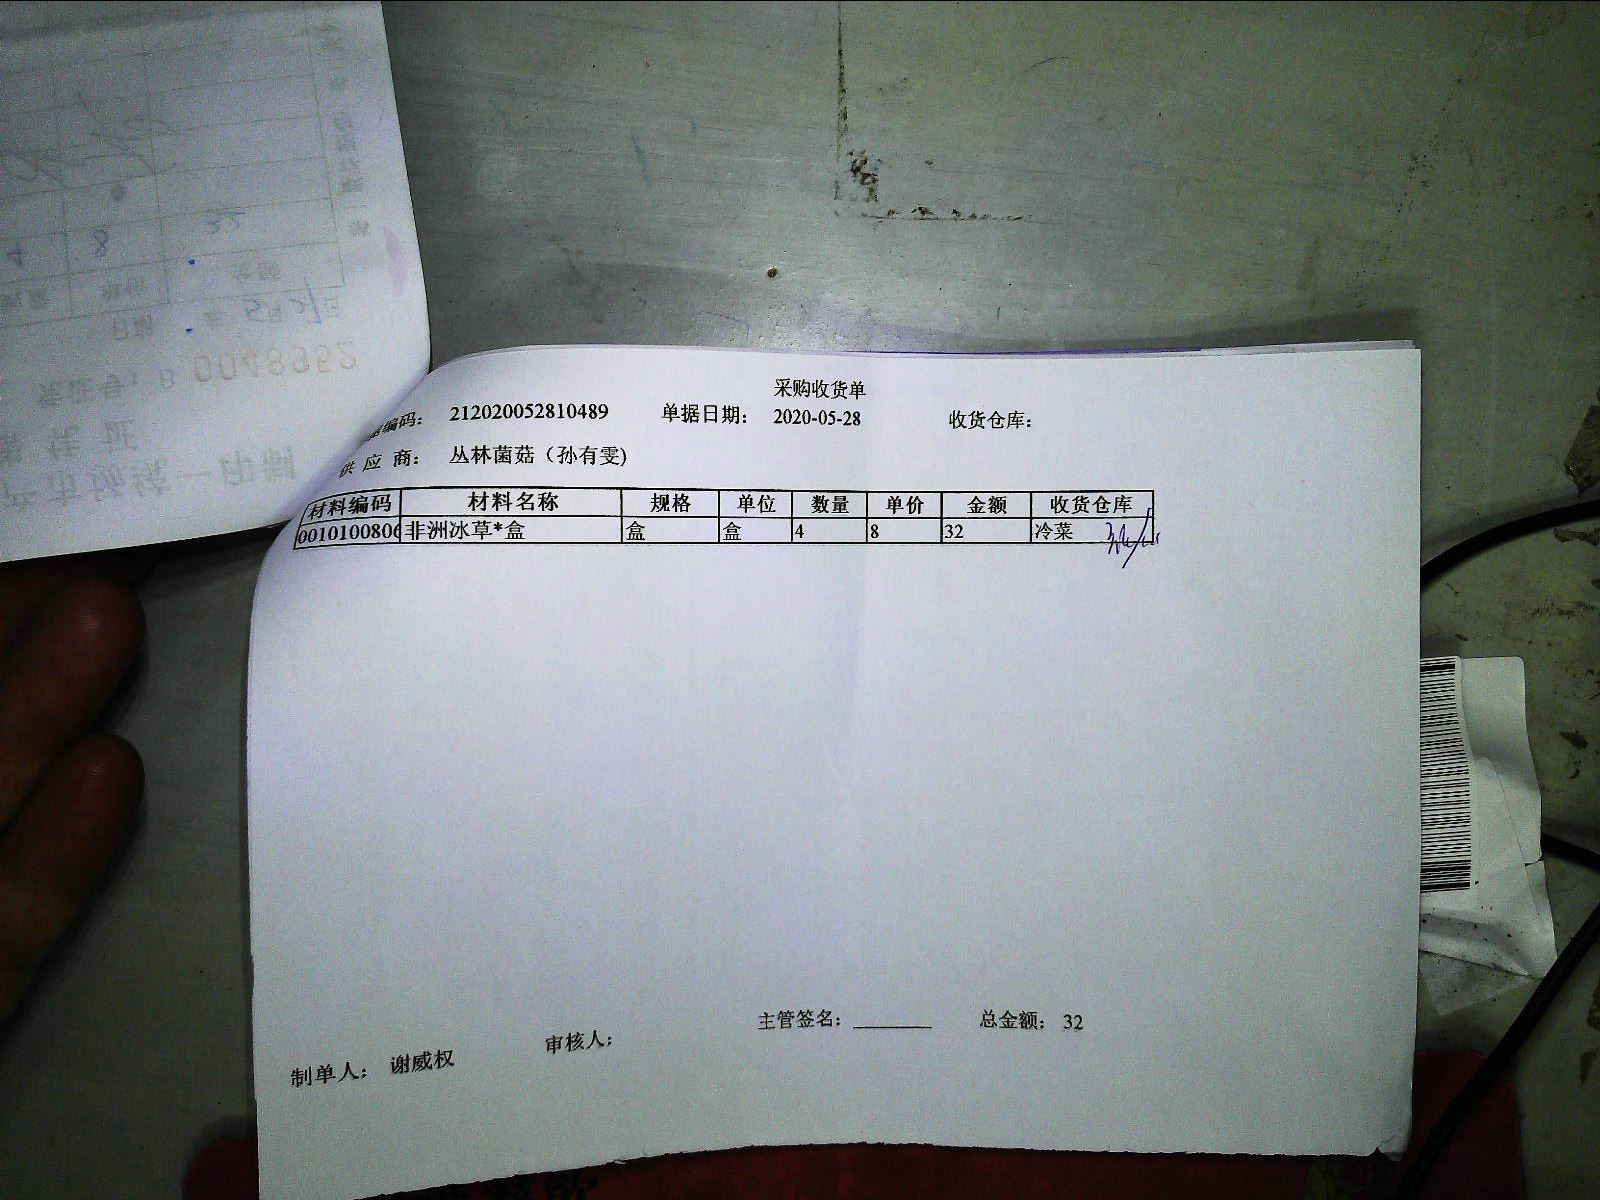 采购收货单
编码： 212020052810489 单据日期： 2020-05-28 收货仓库：
供 应 商： 丛林菌菇（孙有雯)
材料编码 材料名称 规格 单位 数量 单价 金额 收货仓库
0010100806 非洲冰草*盒 盒 盒 4 8 32 冷菜
主管签名： 总金额： 32
制单人： 谢威权 审核人：
0048952